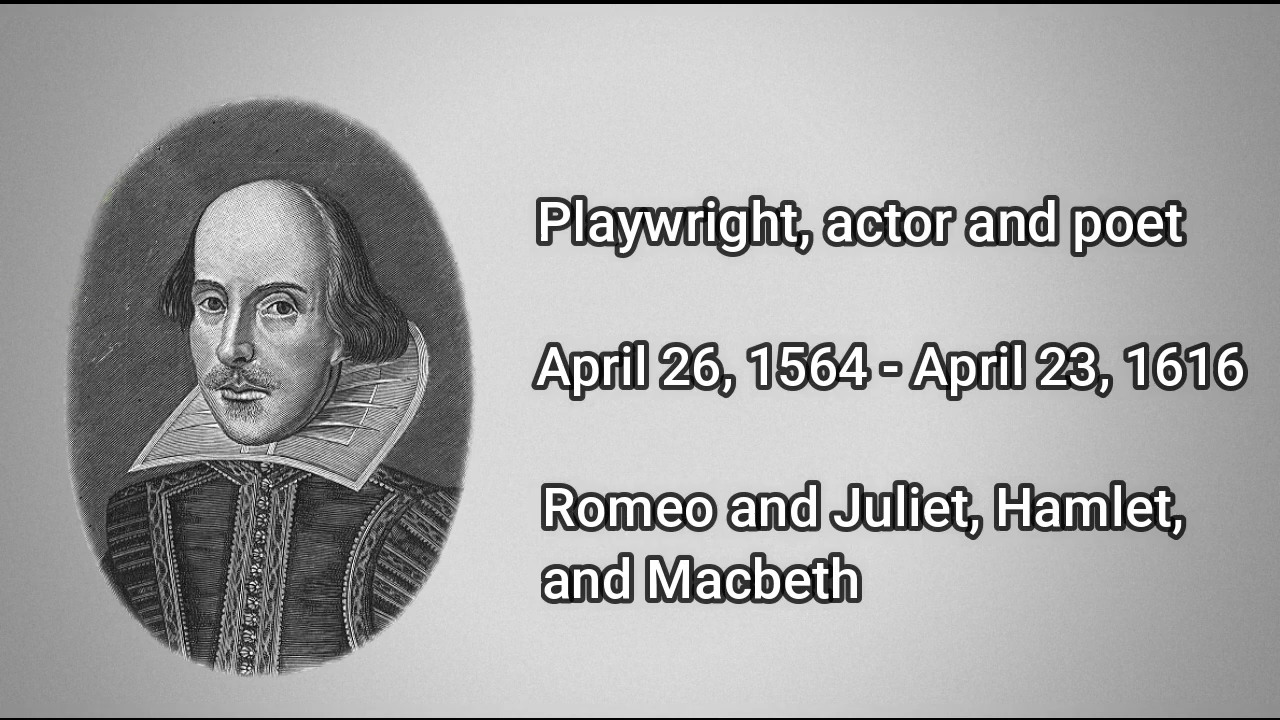 Playwright, actor and poet
April 26, 1564 - April 23, 1616
Romeo and Juliet, Hamlet,
and Macbeth